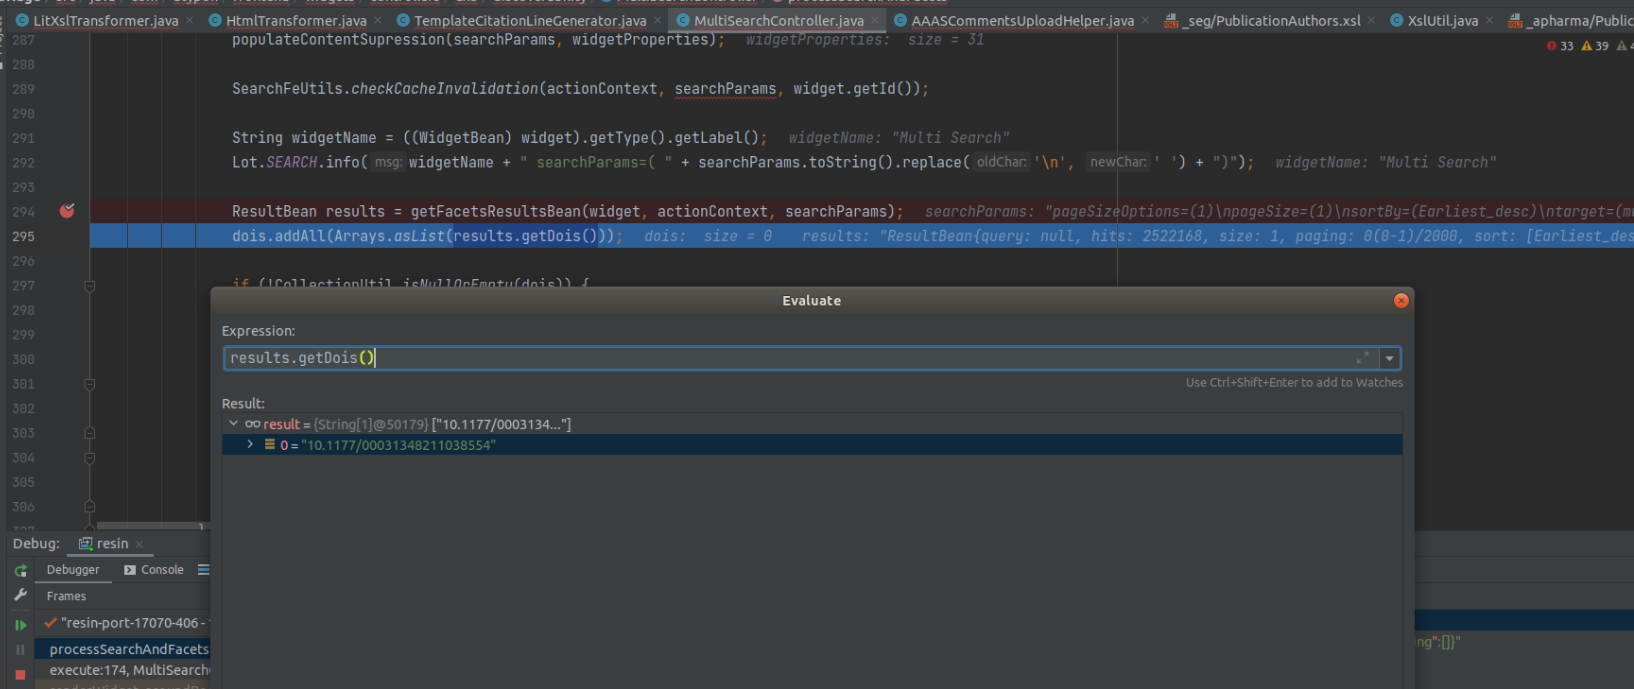 LitXslTransformer.java × HtmlTransformer.java × TemplateCitationLineGenerator.java × MultiSearchController.java × AAASCommentsUploadHelper.java × _seg/PublicationAuthors.xsl × XslUtil.java × _apharma/Public
287 populateContentSupression(searchParams, widgetProperties); widgetProperties: size = 31
33 39 4
288
289 SearchFeUtils.checkCacheInvalidation(actionContext, searchParams, widget.getId());
290
291 String widgetName = ((WidgetBean) widget).getType().getLabel(); widgetName: "Multi Search"
292 Lot.SEARCH.info( msg: widgetName + " searchParams=( " + searchParams.toString().replace( oldChar: '\n', newChar: ' ') + ")"); widgetName: "Multi Search"
293
294 ResultBean results = getFacetsResultsBean(widget, actionContext, searchParams); searchParams: "pageSizeOptions=(1)\npageSize=(1)\nsortBy=(Earliest_desc)\ntarget=(mu
295 dois.addAll(Arrays.asList(results.getDois())); dois: size = 0 results: "ResultBean{query: null, hits: 2522168, size: 1, paging: 0(0-1)/2000, sort: [Earliest_des
296
297 if (!CollectionUtil.isNullOrEmpty(dois)) {
298
299
300
301
302
303
304
305
306
307 }
Evaluate
Expression:
results.getDois()
Use Ctrl+Shift+Enter to add to Watches
Result:
result = {String[1]@50179} ["10.1177/0003134..."]
0 = "10.1177/00031348211038554"
Debug: resin ×
Debugger Console
Frames
"resin-port-17070-406 -
processSearchAndFacets
ng":[]}"
execute:174, MultiSearch